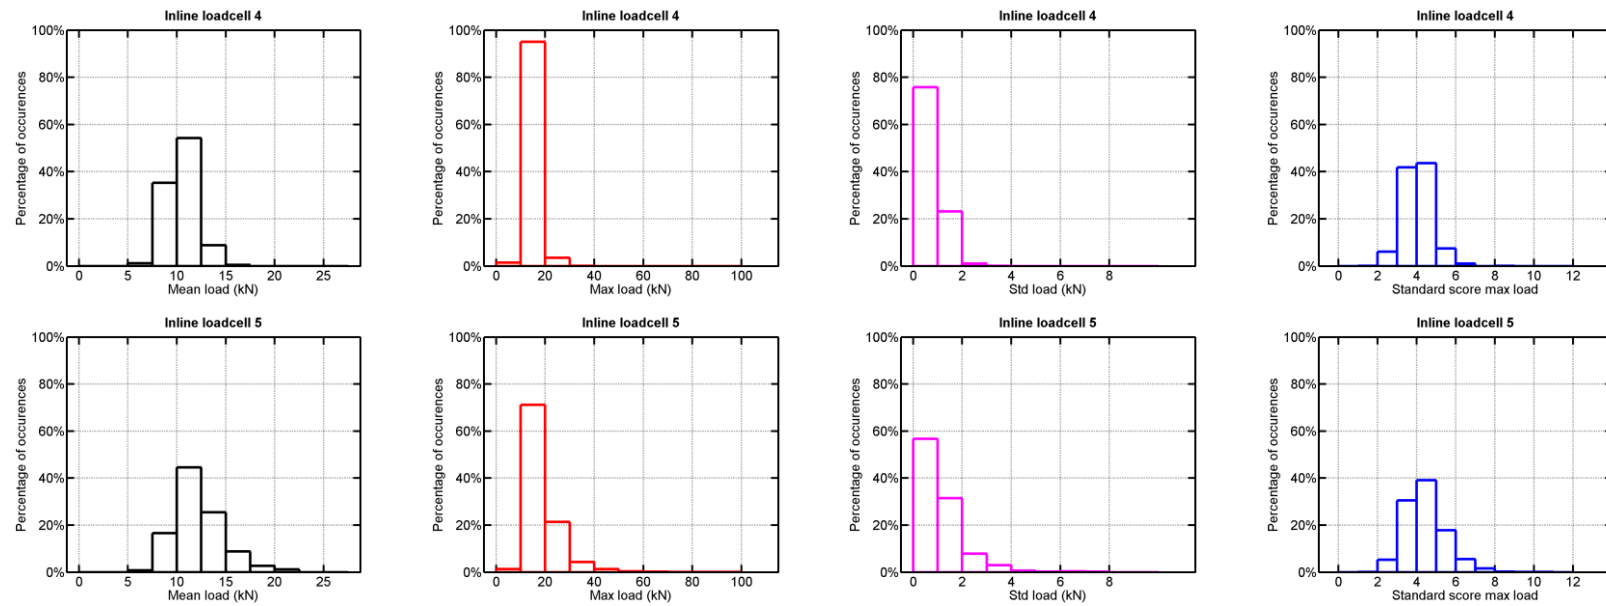 Inline loadcell 4
100%
80%
60%
40%
20%
0%
Percentage of occurences
0 5 10 15 20 25
Mean load (kN)
Inline loadcell 4
100%
80%
60%
40%
20%
0%
Percentage of occurences
0 20 40 60 80 100
Max load (kN)
Inline loadcell 4
100%
80%
60%
40%
20%
0%
Percentage of occurences
0 2 4 6 8
Std load (kN)
Inline loadcell 4
100%
80%
60%
40%
20%
0%
Percentage of occurences
0 2 4 6 8 10 12
Standard score max load
Inline loadcell 5
100%
80%
60%
40%
20%
0%
Percentage of occurences
0 5 10 15 20 25
Mean load (kN)
Inline loadcell 5
100%
80%
60%
40%
20%
0%
Percentage of occurences
0 20 40 60 80 100
Max load (kN)
Inline loadcell 5
100%
80%
60%
40%
20%
0%
Percentage of occurences
0 2 4 6 8
Std load (kN)
Inline loadcell 5
100%
80%
60%
40%
20%
0%
Percentage of occurences
0 2 4 6 8 10 12
Standard score max load